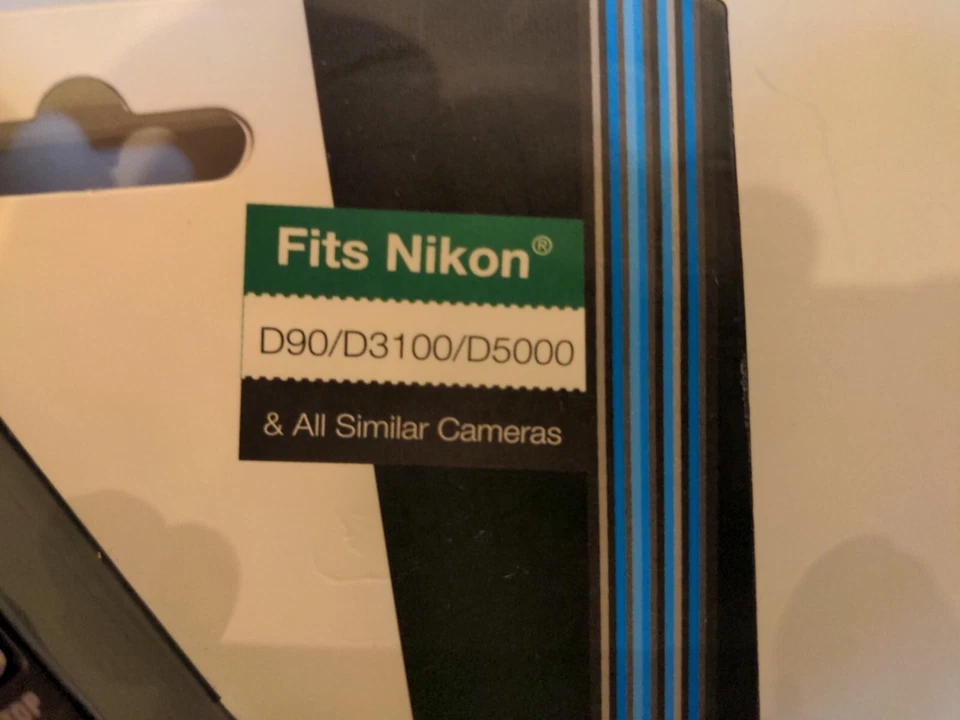 Fits Nikon®
D90/D3100/D5000
& All Similar Cameras